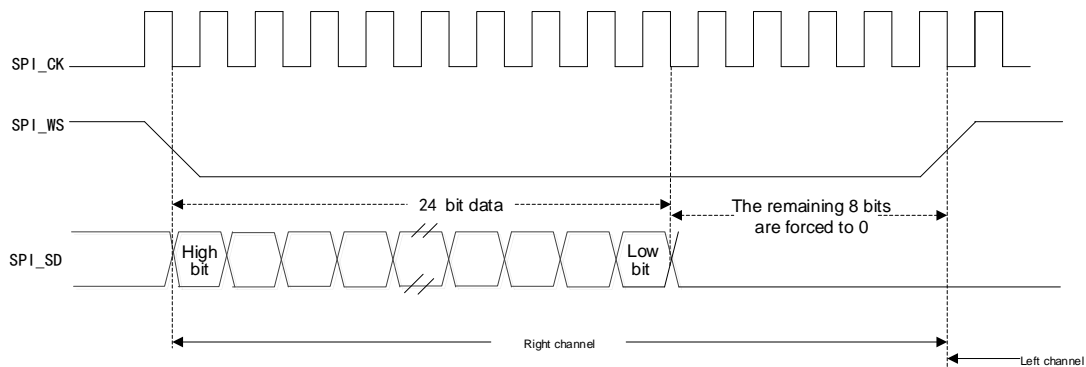 SPI_CK
SPI_WS
24 bit data
The remaining 8 bits
are forced to 0
SPI_SD
High
bit
Low
bit
Right channel
Left channel